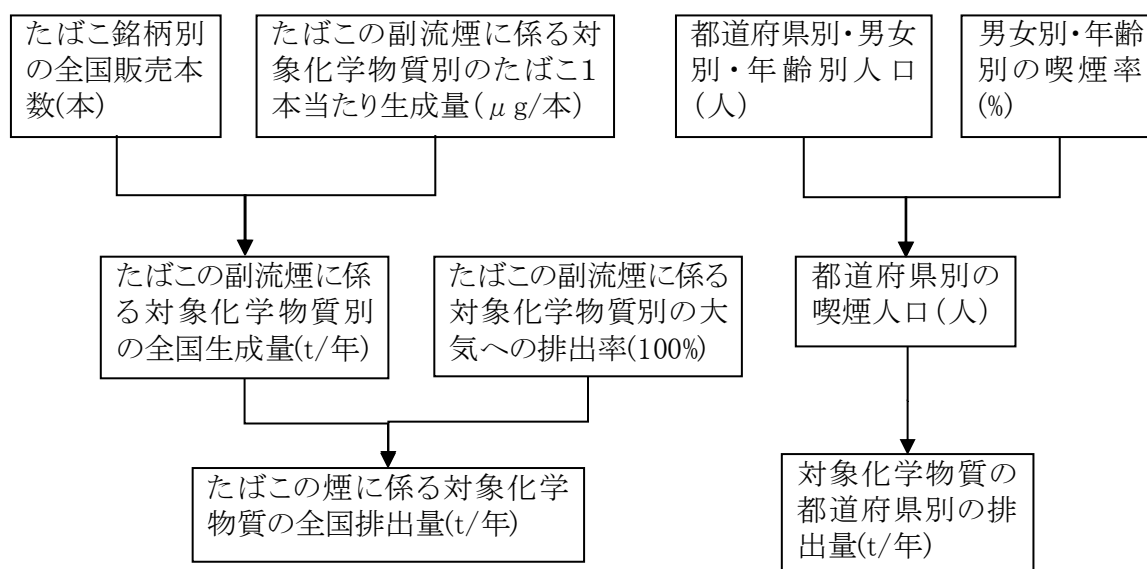 たばこ銘柄別
の全国販売本
数(本)
たばこの副流煙に係る対
象化学物質別のたばこ1
本当たり生成量(μg/本)
都道府県別・男女
別・年齢別人口
(人)
男女別・年齢
別の喫煙率
(%)
たばこの副流煙に係
る対象化学物質別
の全国生成量(t/年)
たばこの副流煙に係る
対象化学物質別の大
気への排出率(100%)
都道府県別の
喫煙人口(人)
たばこの煙に係る対象化学
物質の全国排出量(t/年)
対象化学物質の
都道府県別の排
出量(t/年)